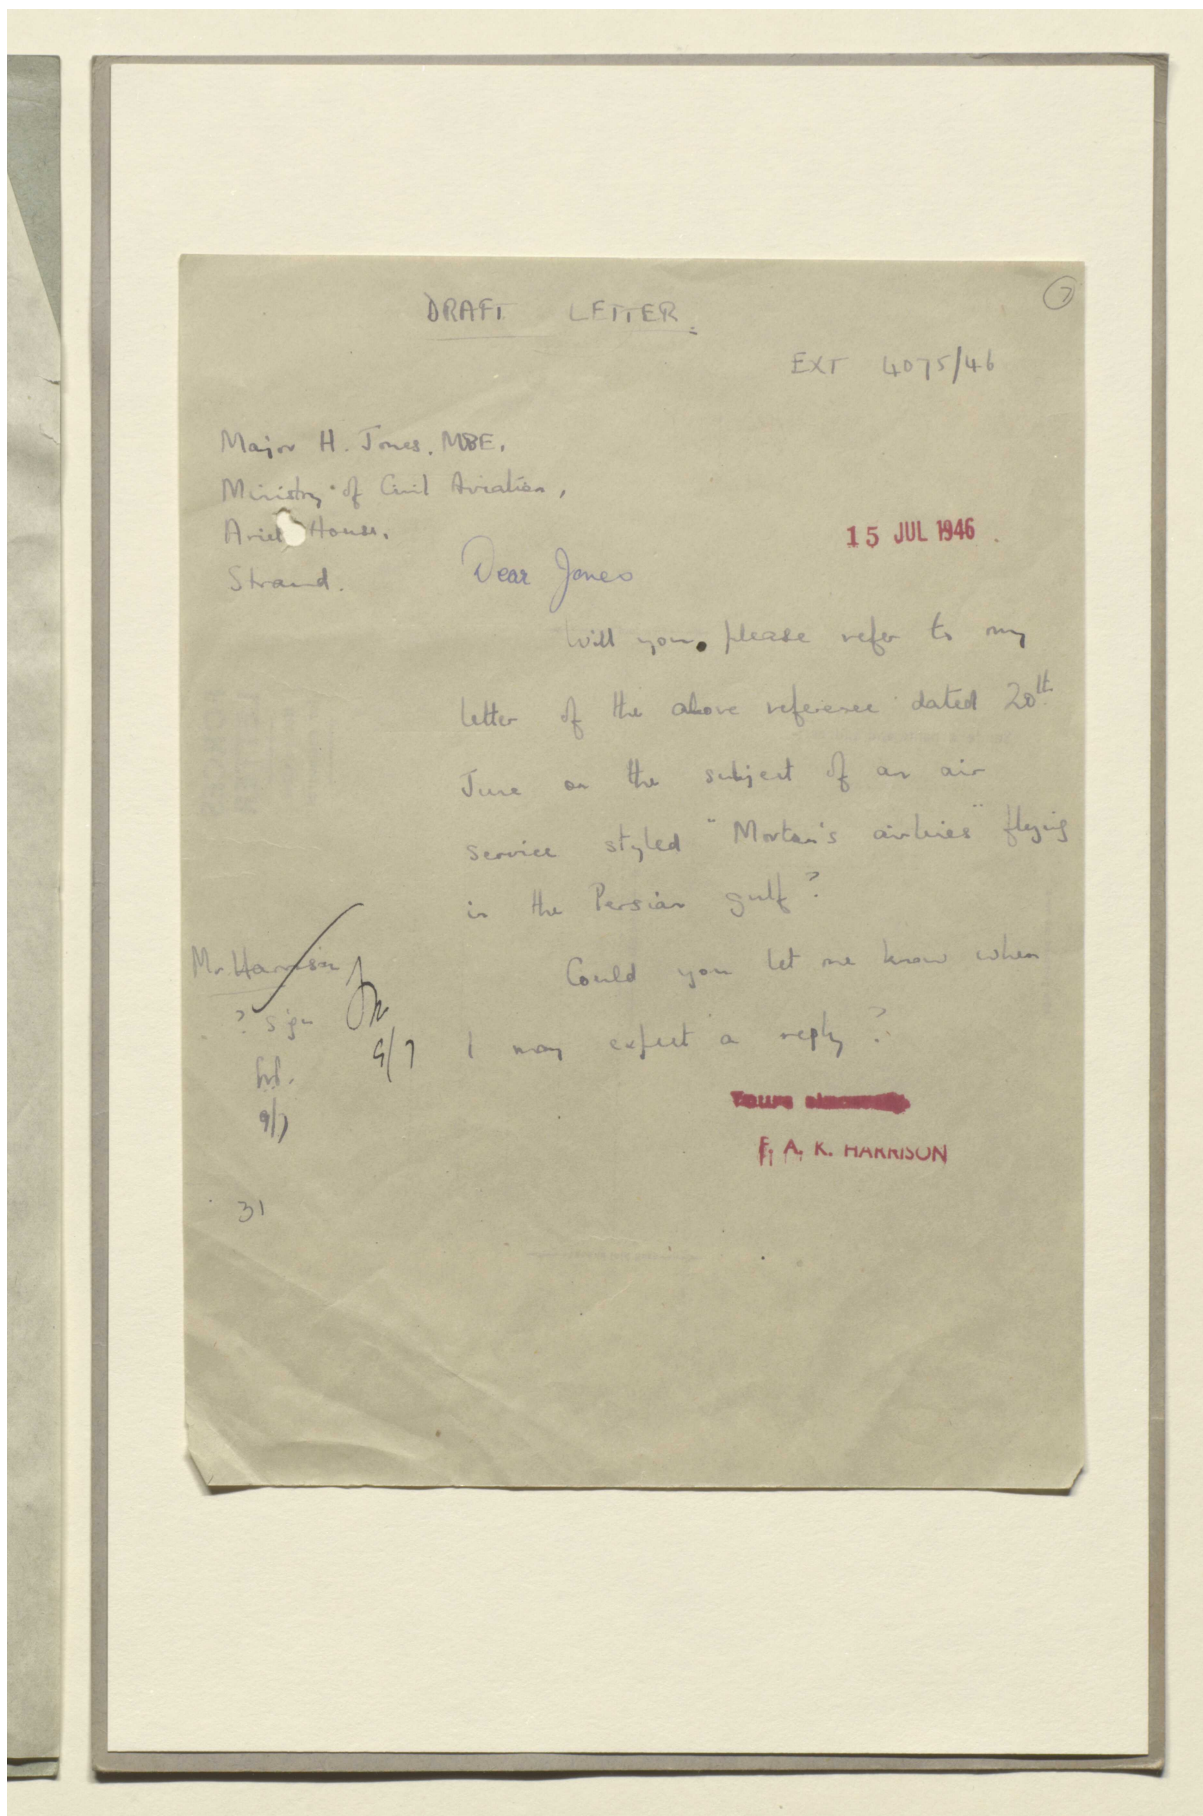 7
DRAFT LETTER.
EXT 4075/46
Major H. Jones. MBE.
Ministry of Civil Aviation,
Ariel House.
Strand.
15 JUL 1946
Dear Jones
Will you please refer to my
letter of the above reference dated 20th
June on the subject of an air
service styled "Morton's airlines" flying
in the Persian gulf?
Could you let me know when
I may expect a reply?
Mr. Harrison
? sign
9/7
9/7
Yours sincerely
F. A. K. HARRISON
31